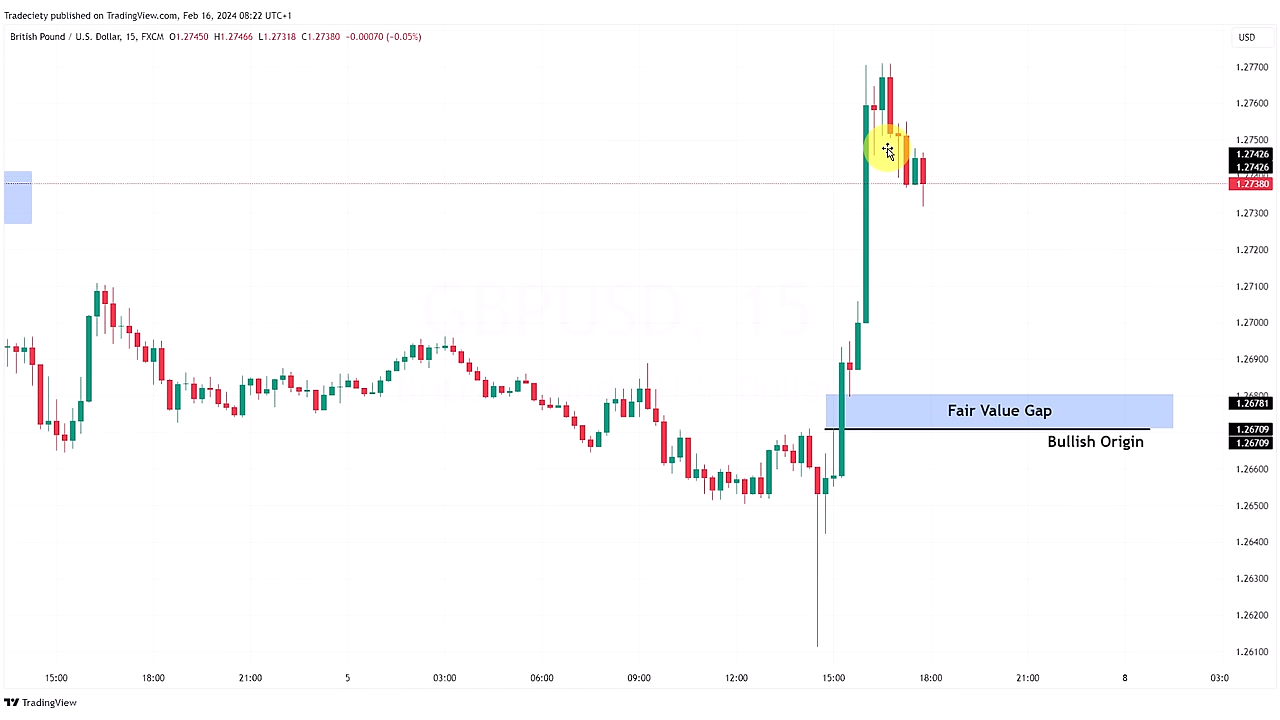 Tradeciety published on TradingView.com, Feb 16, 2024 08:22 UTC+1
British Pound / U.S. Dollar, 15, FXCM O1.27450 H1.27466 L1.27318 C1.27380 −0.00070 (−0.05%)
USD
1.27700
1.27600
1.27500
1.27426
1.27426
1.27380
1.27300
1.27200
1.27100
GBPUSD, 15
1.27000
1.26900
1.26781
Fair Value Gap
1.26709
Bullish Origin
1.26709
1.26600
1.26500
1.26400
1.26300
1.26200
1.26100
15:00 18:00 21:00 5 03:00 06:00 09:00 12:00 15:00 18:00 21:00 8 03:0
TradingView